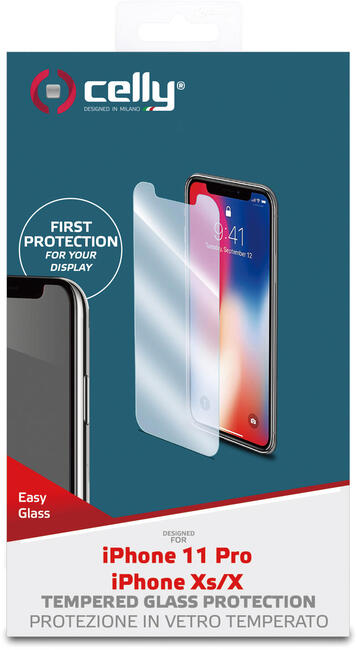 celly®
DESIGNED IN MILANO
FIRST
PROTECTION
FOR YOUR
DISPLAY
9:41
Tuesday, September 12
Easy
Glass
DESIGNED
FOR
iPhone 11 Pro
iPhone Xs/X
TEMPERED GLASS PROTECTION
PROTEZIONE IN VETRO TEMPERATO